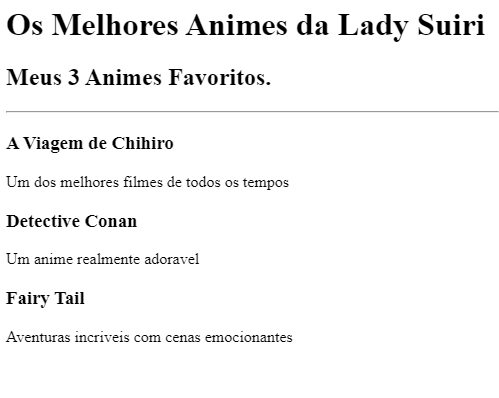 Os Melhores Animes da Lady Suiri
Meus 3 Animes Favoritos.
A Viagem de Chihiro
Um dos melhores filmes de todos os tempos
Detective Conan
Um anime realmente adoravel
Fairy Tail
Aventuras incriveis com cenas emocionantes